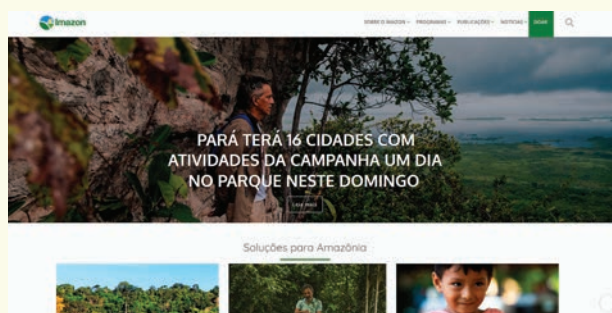 Imazon
SOBRE O IMAZON PROGRAMAS PUBLICAÇÕES NOTÍCIAS DOAR
PARÁ TERÁ 16 CIDADES COM
ATIVIDADES DA CAMPANHA UM DIA
NO PARQUE NESTE DOMINGO
LEIA MAIS
Soluções para Amazônia